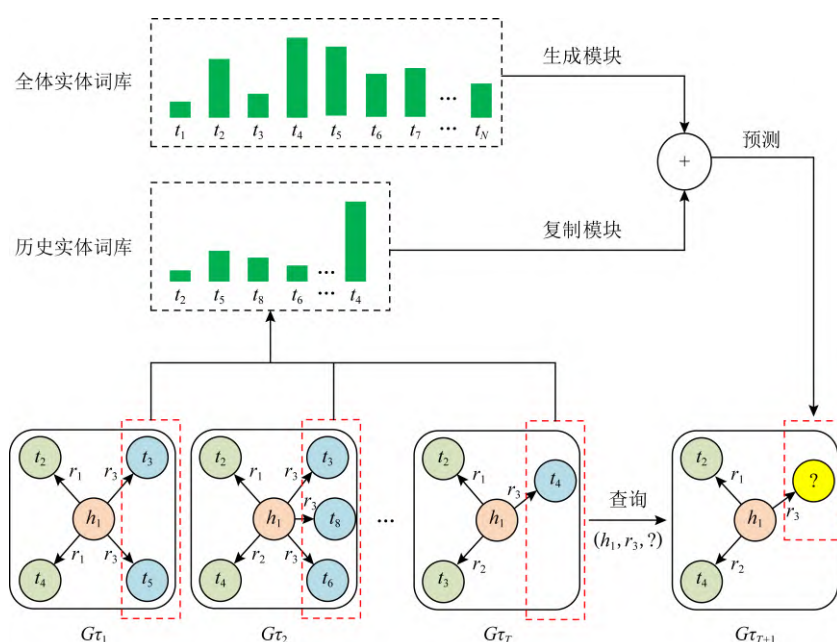 全体实体词库
t1 t2 t3 t4 t5 t6 t7 … tN
…
生成模块
+
预测
历史实体词库
t2 t5 t8 t6 … t4
…
复制模块
t2 r1 r3 t3
h1
t4 r1 r3 t5
Gτ1
t2 r1 r3 t3
h1 r3 t8
t4 r2 r3 t6
Gτ2
…
t2 r1 r3 t4
h1
t3 r2
GτT
查询
(h1, r3, ?)
t2 r1 ?
h1 r3
t4 r2
GτT+1